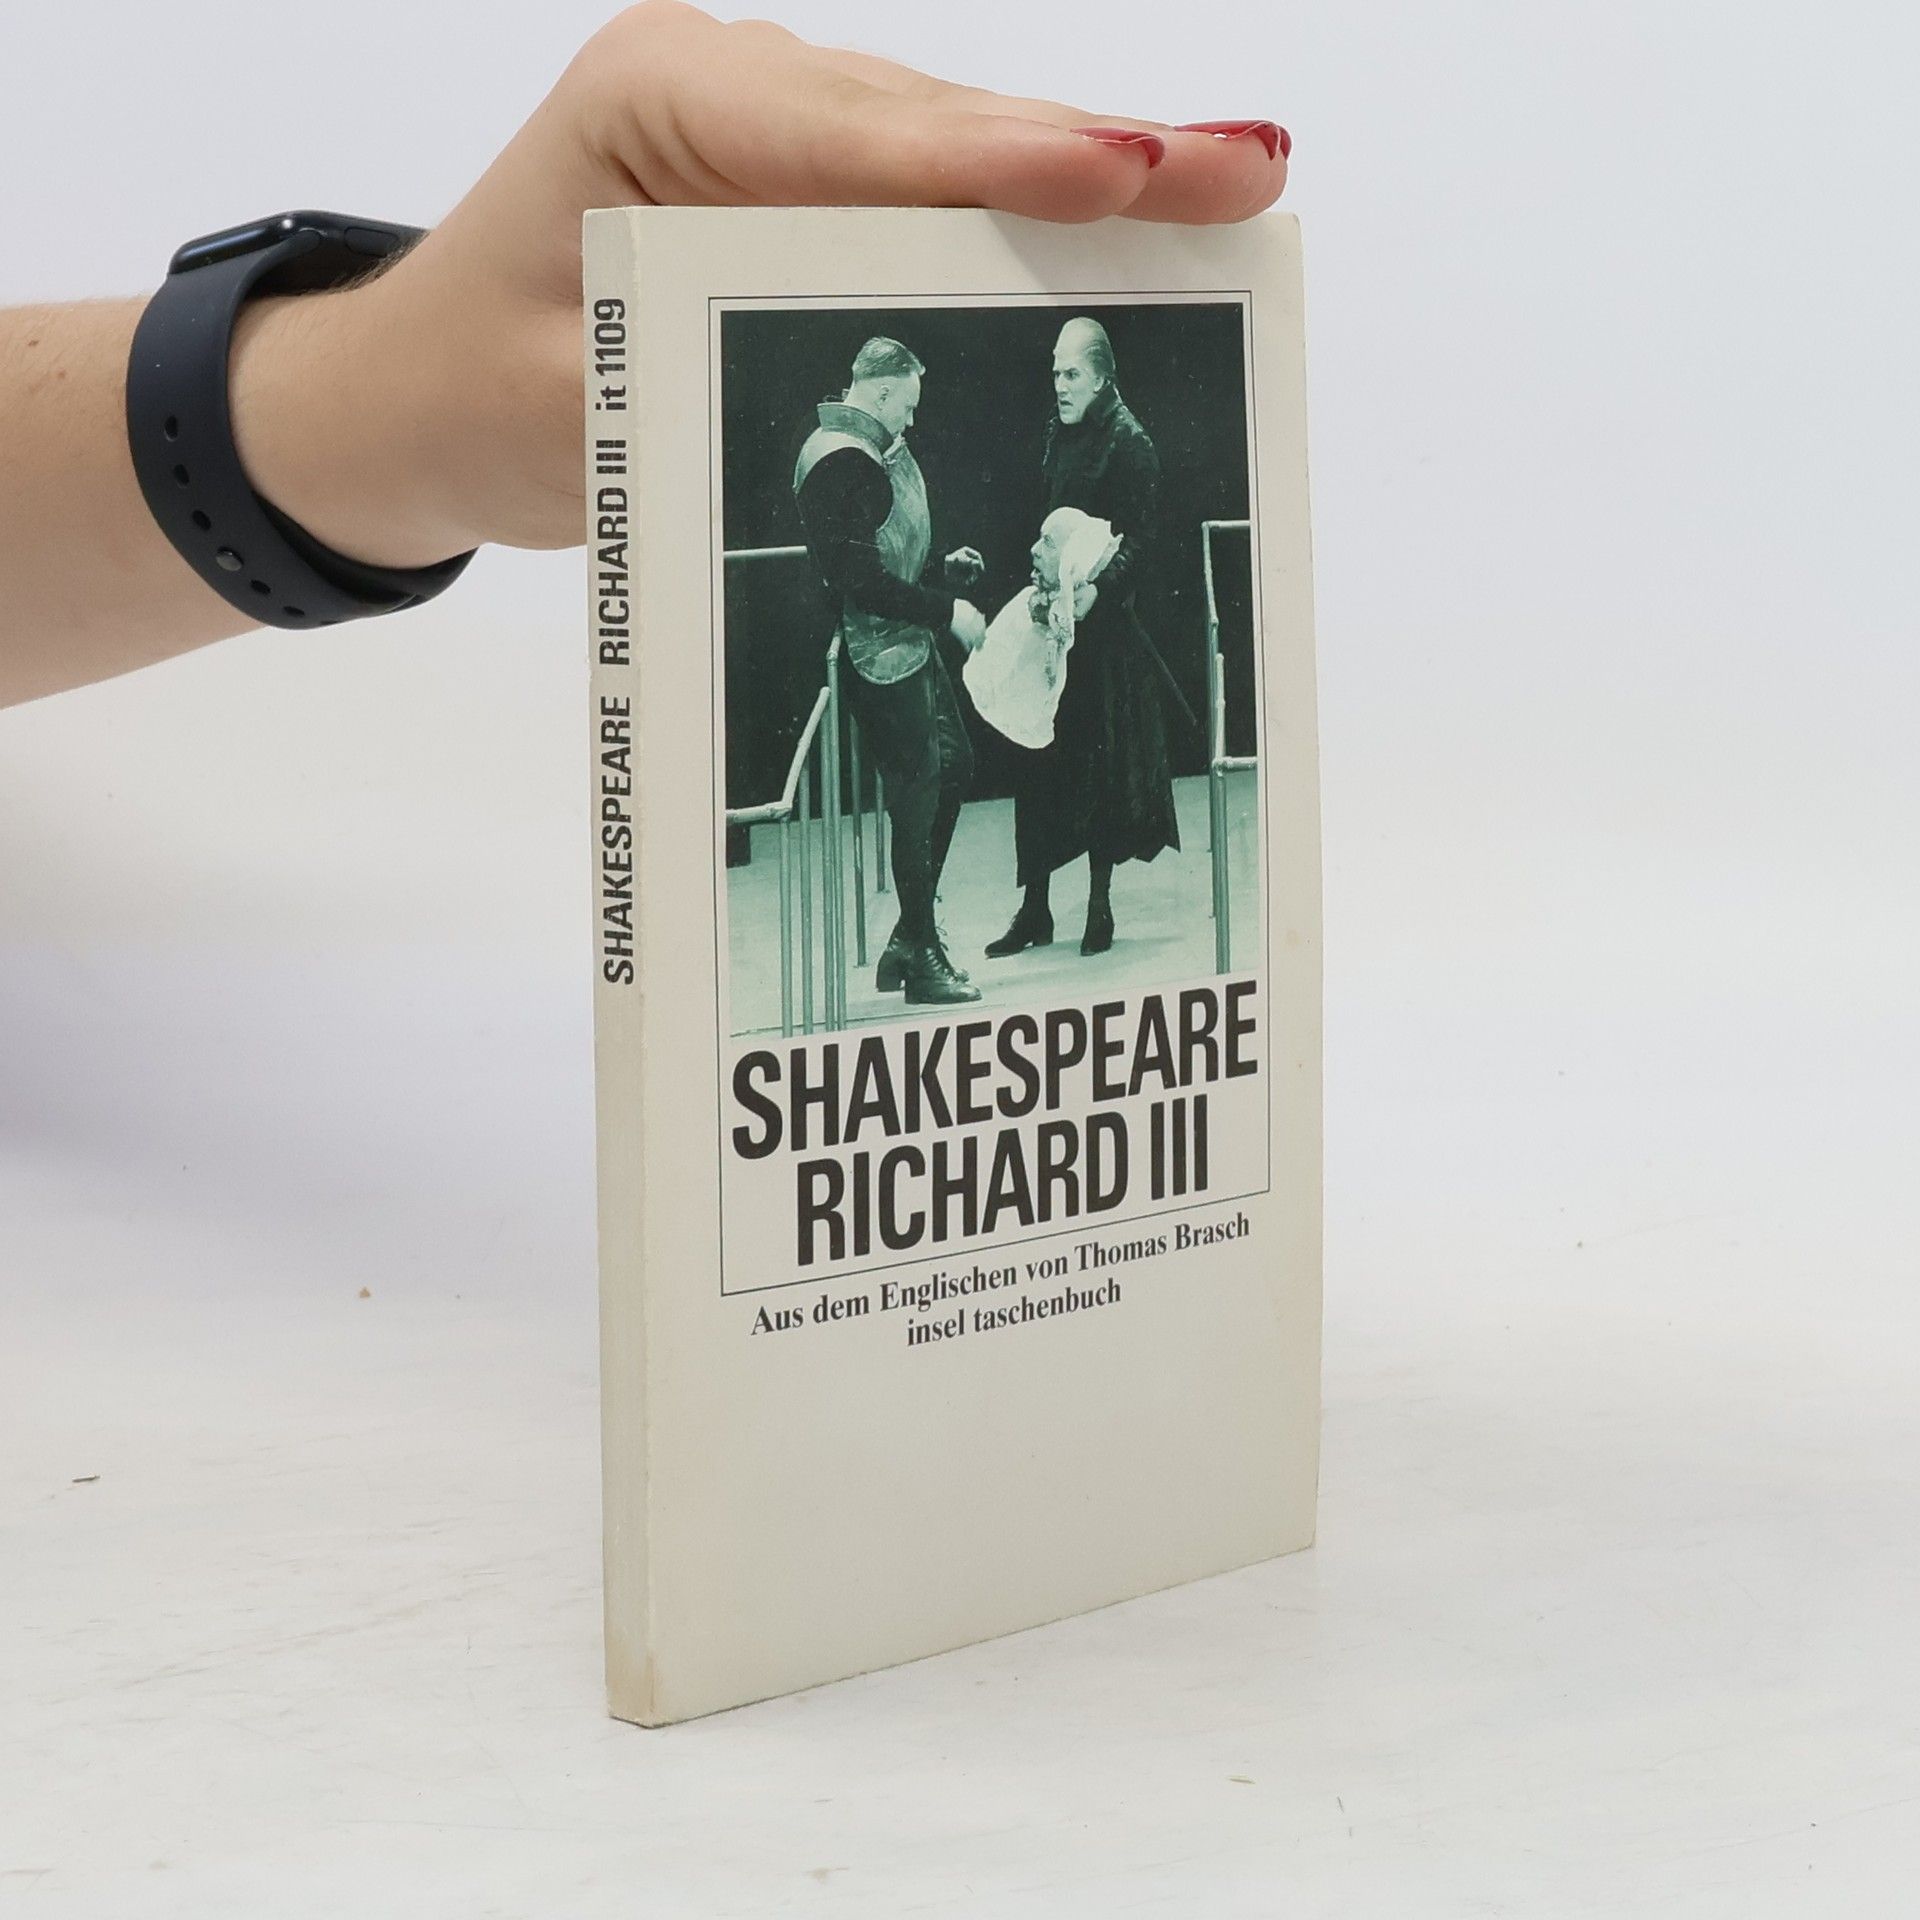 SHAKESPEARE RICHARD III it 1109
SHAKESPEARE
RICHARD III
Aus dem Englischen von Thomas Brasch
insel taschenbuch